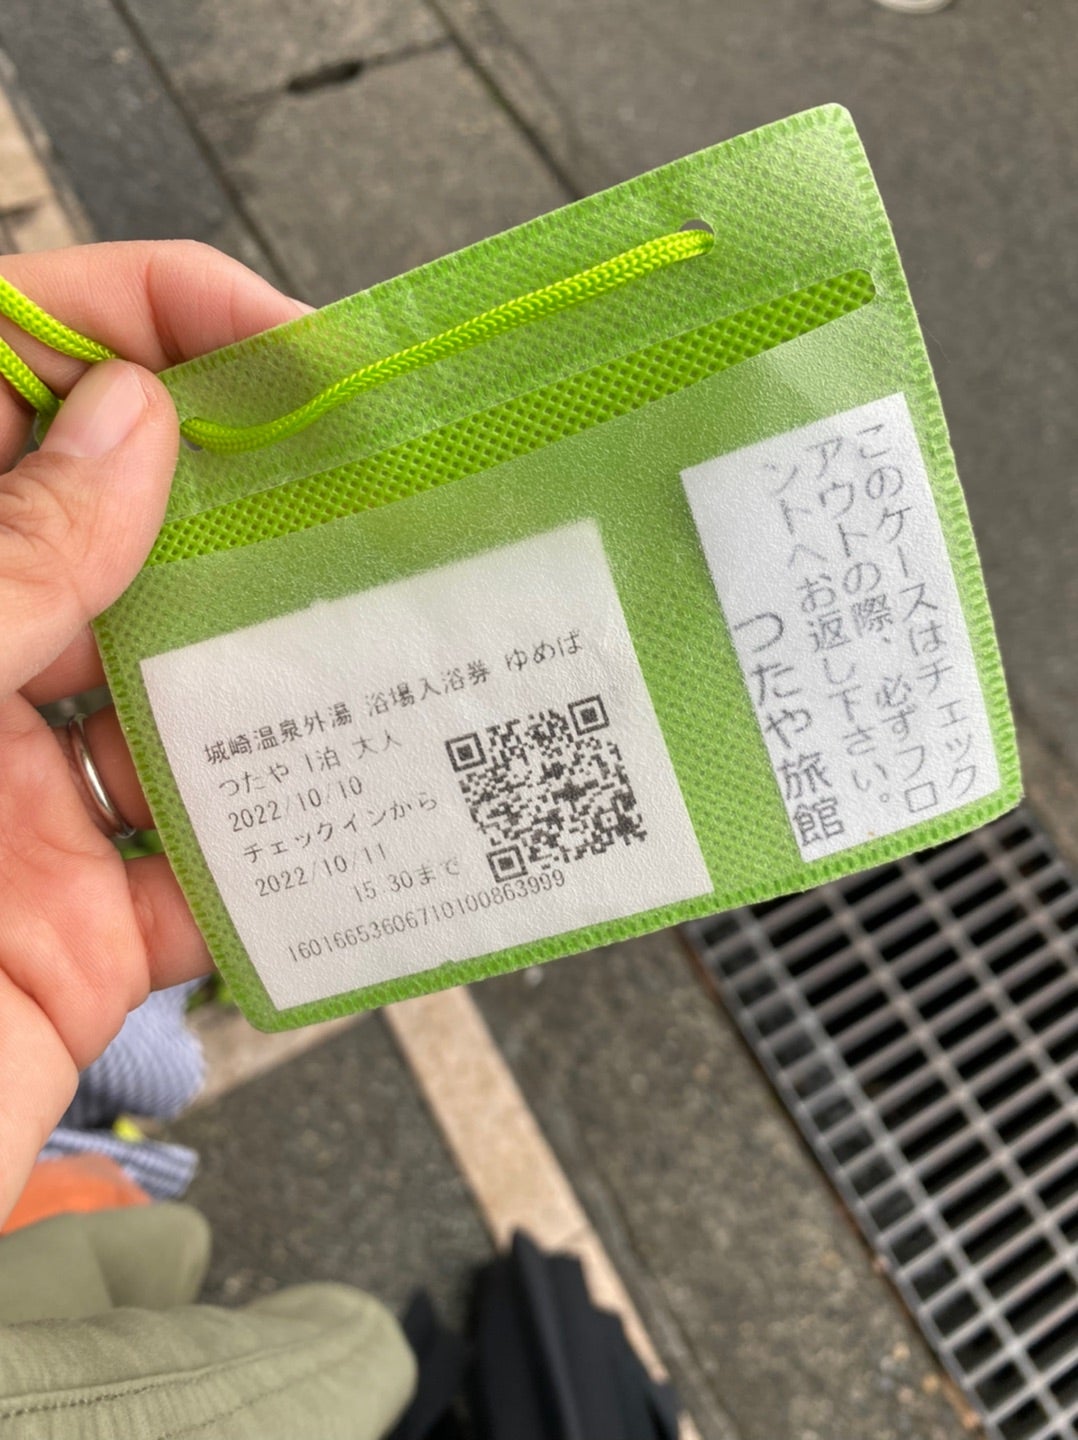 城崎温泉外湯 浴場入浴券 ゆめぱ
つたや 1泊 大人
2022/10/10
チェックインから
2022/10/11
15:30まで
16016653606710100863999
このケースはチェック
アウトの際、必ずフロ
ントへお返し下さい。
つたや旅館